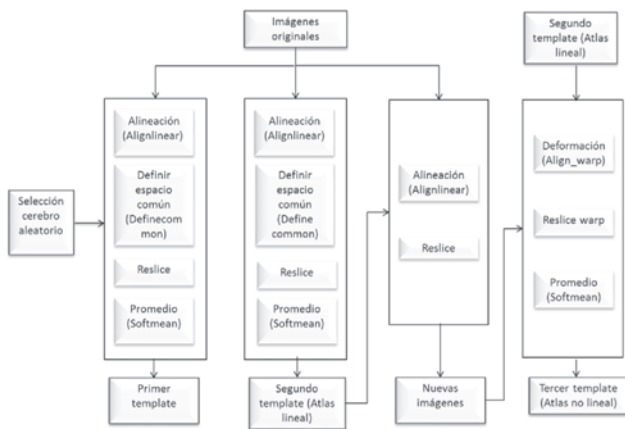 Imágenes
originales
Segundo
template (Atlas
lineal)
Selección
cerebro
aleatorio
Alineación
(Alignlinear)
Definir
espacio
común
(Definecom
mon)
Reslice
Promedio
(Softmean)
Primer
template
Alineación
(Alignlinear)
Definir
espacio
común
(Define
common)
Reslice
Promedio
(Softmean)
Segundo
template (Atlas
lineal)
Alineación
(Alignlinear)
Reslice
Nuevas
imágenes
Deformación
(Align_warp)
Reslice warp
Promedio
(Softmean)
Tercer template
(Atlas no lineal)